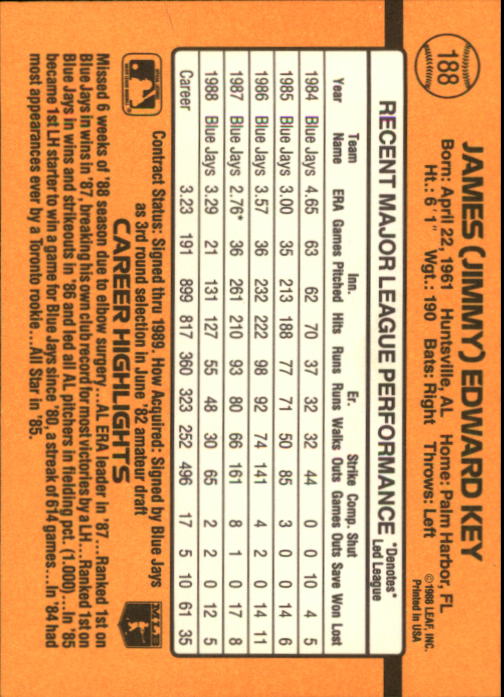 188
JAMES (JIMMY) EDWARD KEY
Born: April 22, 1961 Huntsville, AL Home: Palm Harbor, FL
Ht.: 6'1" Wgt.: 190 Bats: Right Throws: Left
©1988 LEAF, INC.
Printed in USA
RECENT MAJOR LEAGUE PERFORMANCE
"Denotes"
Led League
Team Inn. Er. Strike Comp. Shut
Year Name ERA Games Pitched Hits Runs Runs Walks Outs Games Outs Save Won Lost
1984 Blue Jays 4.65 63 62 70 37 32 32 44 0 0 10 4 5
1985 Blue Jays 3.00 35 213 188 77 71 50 85 3 0 0 14 6
1986 Blue Jays 3.57 36 232 222 98 92 74 141 4 2 0 14 11
1987 Blue Jays 2.76* 36 261 210 93 80 66 161 8 1 0 17 8
1988 Blue Jays 3.29 21 131 127 55 48 30 65 2 2 0 12 5
Career 3.23 191 899 817 360 323 252 496 17 5 10 61 35
Contract Status: Signed thru 1989. How Acquired: Signed by Blue Jays
as 3rd round selection in June '82 amateur draft
CAREER HIGHLIGHTS
Missed 6 weeks of '88 season due to elbow surgery...AL ERA leader in '87...Ranked 1st on
Blue Jays in wins in '87, breaking his own club record for most victories by a LH...Ranked 1st on
Blue Jays in wins and strikeouts in '86 and led all AL pitchers in fielding pct. (1.000)...In '85
became 1st LH starter to win a game for Blue Jays since '80, a streak of 614 games...In '84 had
most appearances ever by a Toronto rookie...All Star in '85.